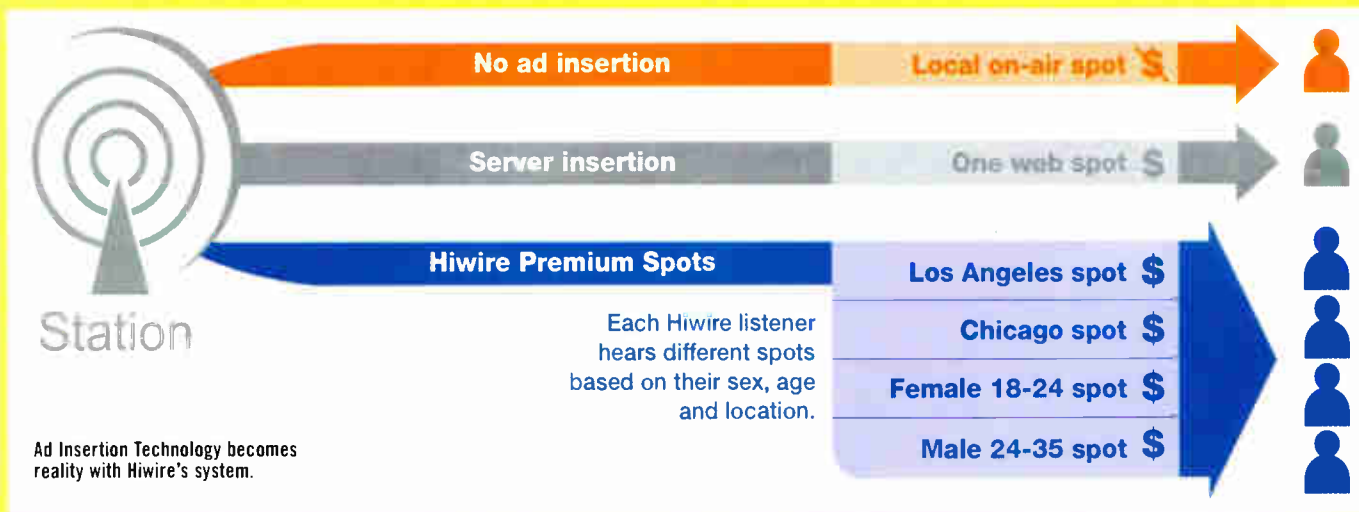 No ad insertion
Local on-air spot $
Server insertion
One web spot $
Hiwire Premium Spots
Los Angeles spot $
Chicago spot $
Female 18-24 spot $
Male 24-35 spot $
Each Hiwire listener
hears different spots
based on their sex, age
and location.
Station
Ad Insertion Technology becomes
reality with Hiwire's system.